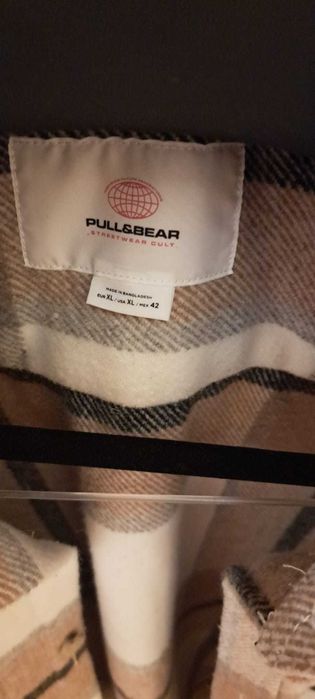 PULL&BEAR
STREETWEAR CULT
MADE IN BANGLADESH
EUR XL / USA XL / MEX 42